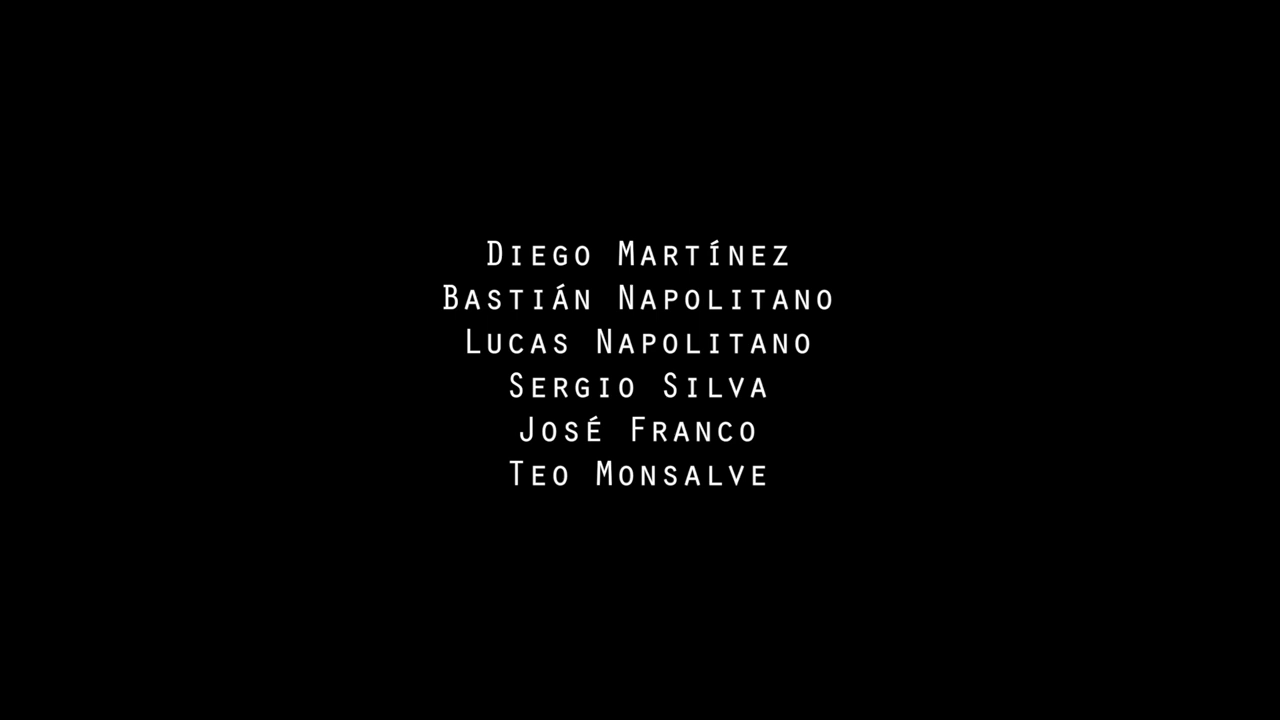 Diego Martínez
Bastián Napolitano
Lucas Napolitano
Sergio Silva
José Franco
Teo Monsalve